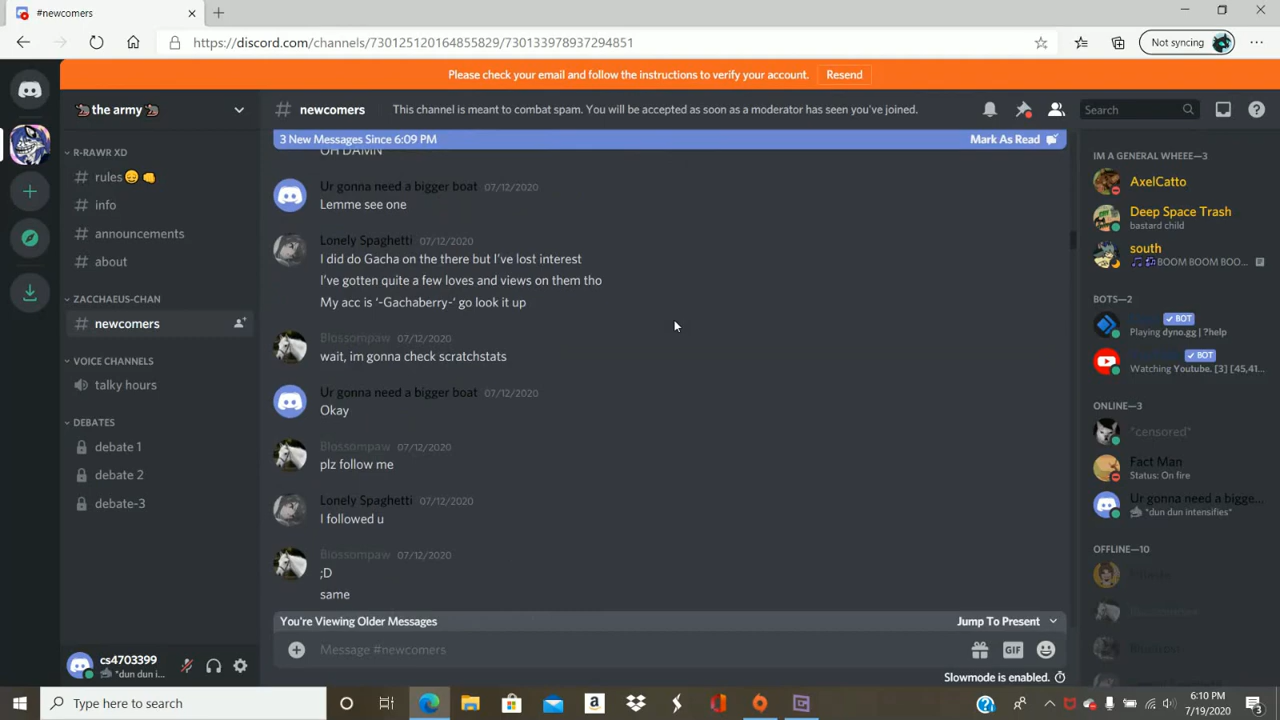 #newcomers
https://discord.com/channels/730125120164855829/730133978937294851
Not syncing
Please check your email and follow the instructions to verify your account.
Resend
the army
# newcomers
This channel is meant to combat spam. You will be accepted as soon as a moderator has seen you've joined.
Search
3 New Messages Since 6:09 PM
Mark As Read
R-RAWR XD
# rules
# info
# announcements
# about
ZACCHAEUS-CHAN
# newcomers
VOICE CHANNELS
talky hours
DEBATES
debate 1
debate 2
debate-3
cs4703399
*dun dun i...
OH DAMN
Ur gonna need a bigger boat 07/12/2020
Lemme see one
Lonely Spaghetti 07/12/2020
I did do Gacha on the there but I've lost interest
I've gotten quite a few loves and views on them tho
My acc is '-Gachaberry-' go look it up
Blossompaw 07/12/2020
wait, im gonna check scratchstats
Ur gonna need a bigger boat 07/12/2020
Okay
Blossompaw 07/12/2020
plz follow me
Lonely Spaghetti 07/12/2020
I followed u
Blossompaw 07/12/2020
;D
same
You're Viewing Older Messages
Jump To Present
Message #newcomers
GIF
Slowmode is enabled.
IM A GENERAL WHEEE—3
AxelCatto
Deep Space Trash
bastard child
south
BOOM BOOM BOO...
BOTS—2
✓ BOT
Playing dyno.gg | ?help
✓ BOT
Watching Youtube. [3] [45,41...
ONLINE—3
*censored*
Fact Man
Status: On fire
Ur gonna need a bigge...
*dun dun intensifies*
OFFLINE—10
Type here to search
6:10 PM
7/19/2020
3